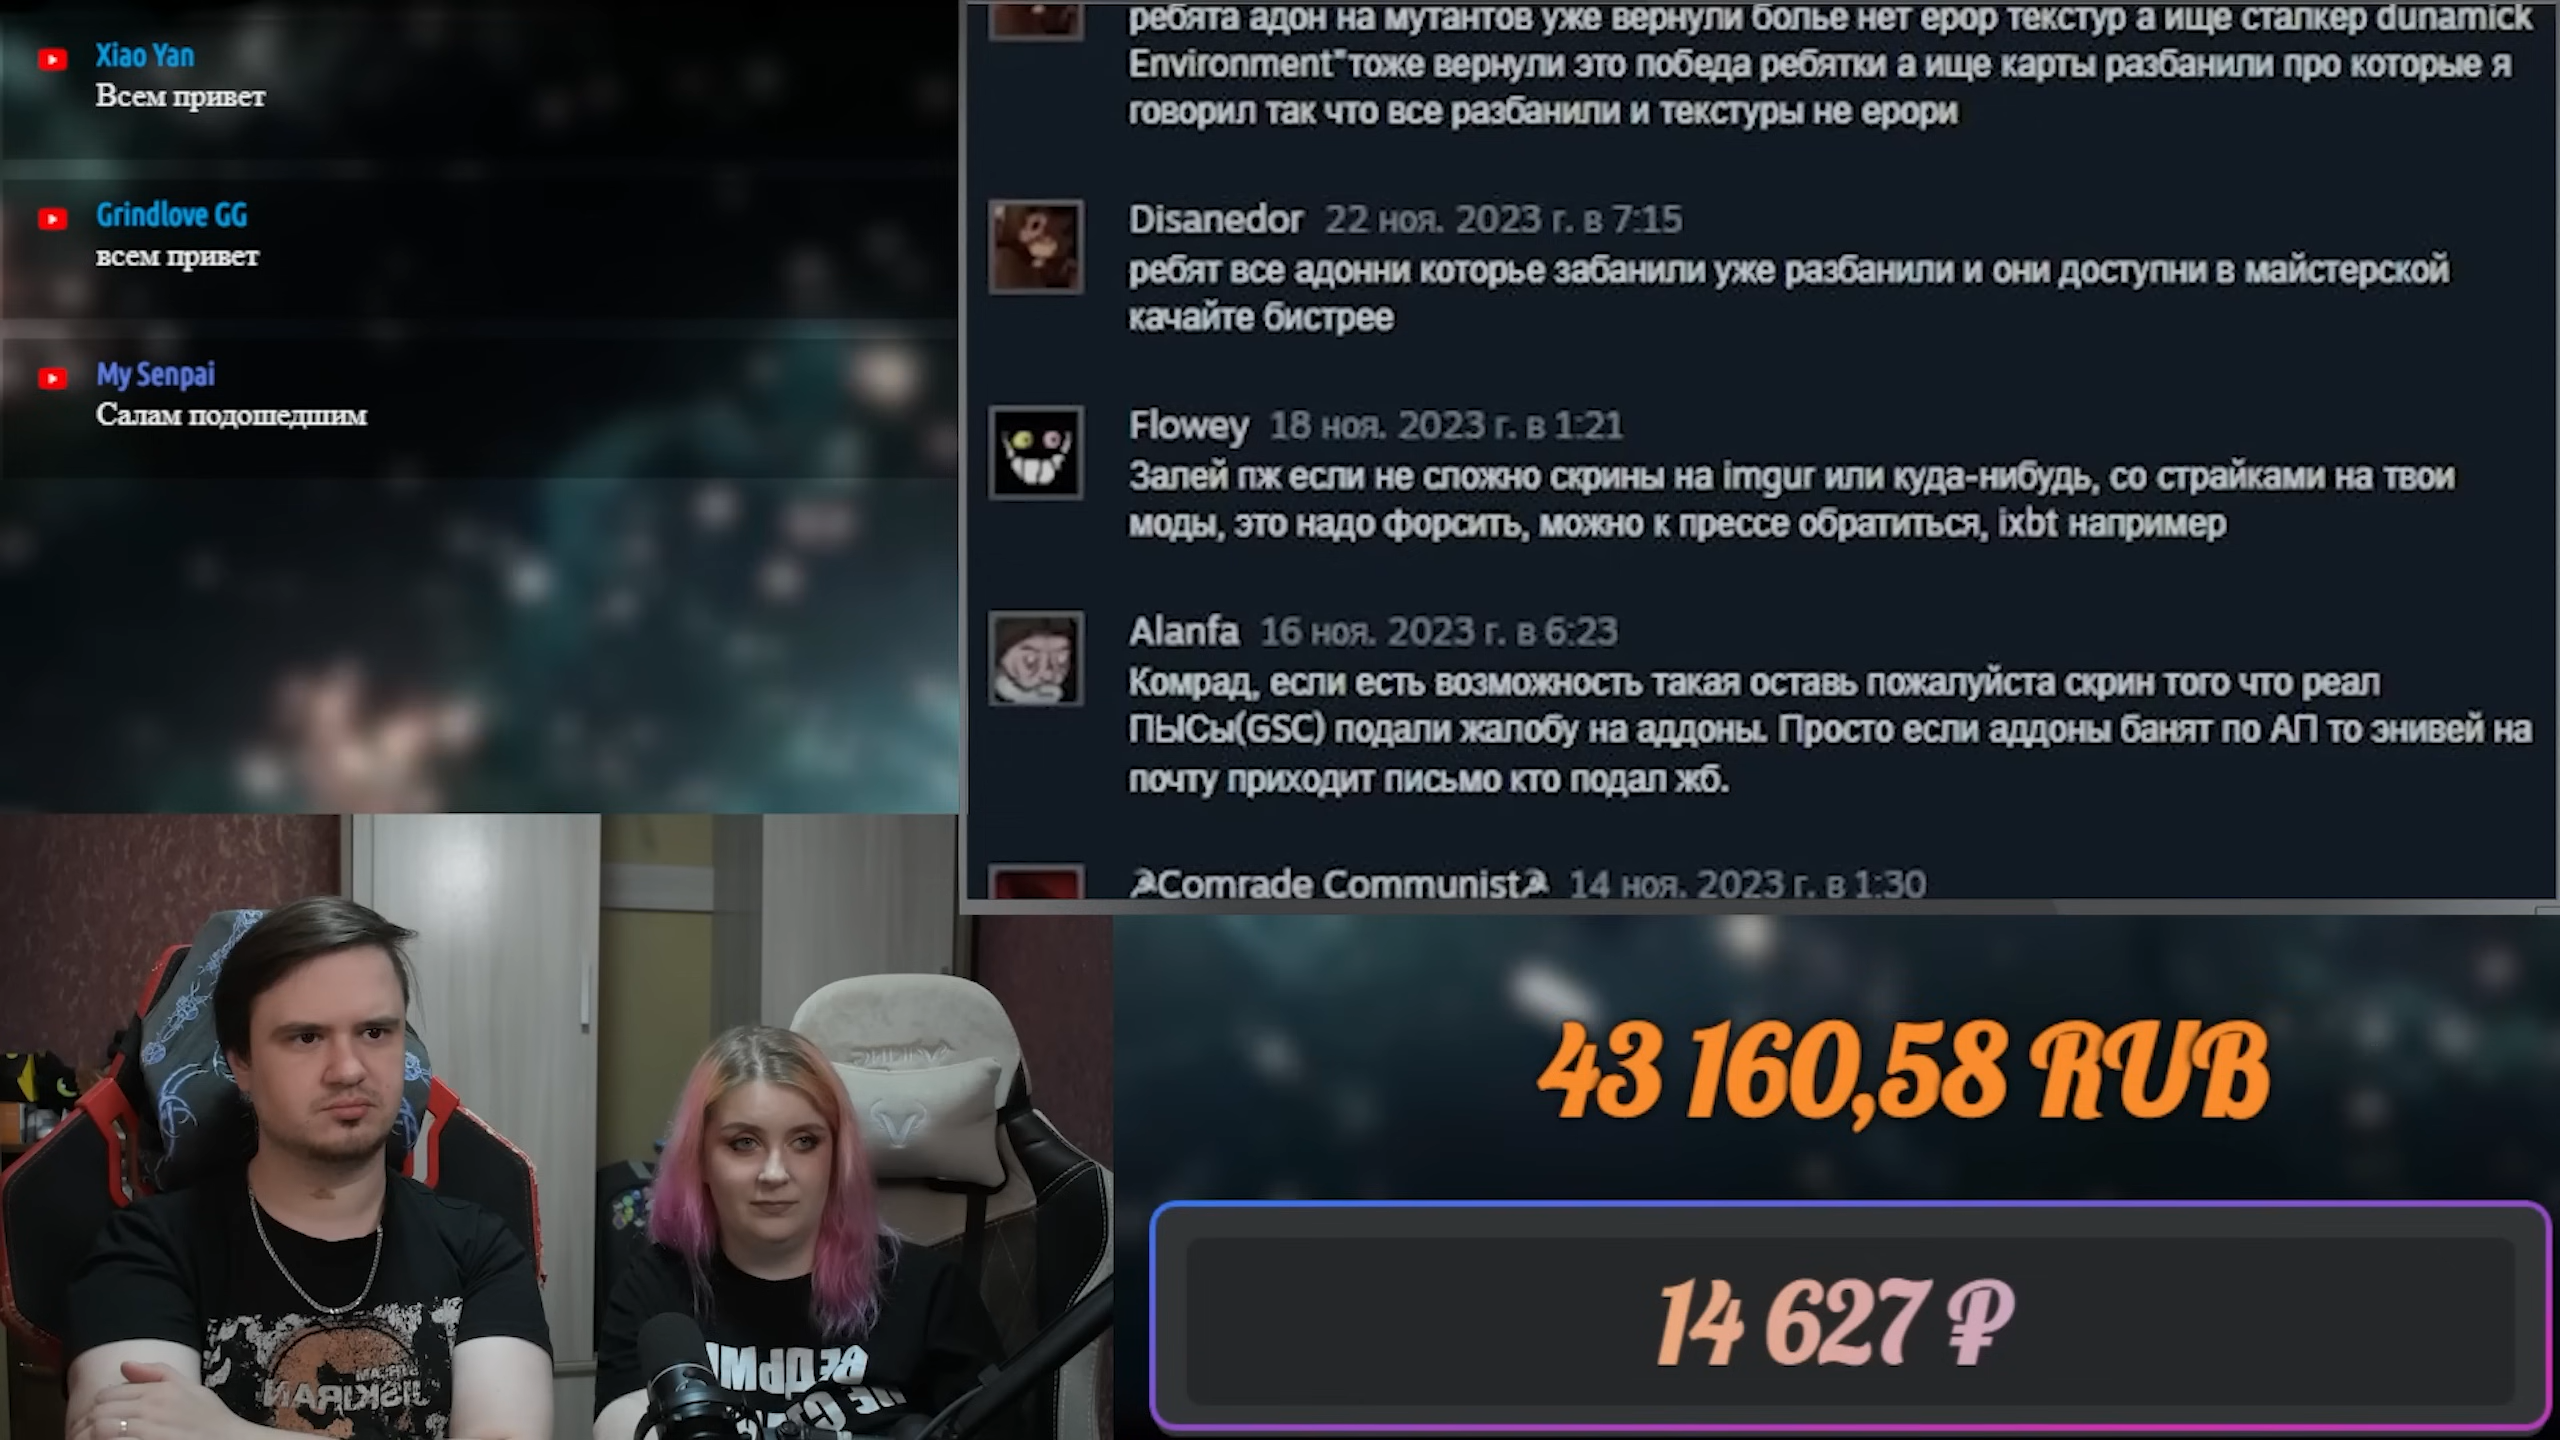 Xiao Yan
Всем привет
Grindlove GG
всем привет
My Senpai
Салам подошедшим
ребята адон на мутантов уже вернули болье нет ерор текстур а ище сталкер dunamick
Environment"тоже вернули это победа ребятки а ище карты разбанили про которые я
говорил так что все разбанили и текстуры не ерори
Disanedor 22 ноя. 2023 г. в 7:15
ребят все адонни которье забанили уже разбанили и они доступни в майстерской
качайте бистрее
Flowey 18 ноя. 2023 г. в 1:21
Залей пж если не сложно скрины на imgur или куда-нибудь, со страйками на твои
моды, это надо форсить, можно к прессе обратиться, ixbt например
Alanfa 16 ноя. 2023 г. в 6:23
Комрад, если есть возможность такая оставь пожалуйста скрин того что реал
ПЫСы(GSC) подали жалобу на аддоны. Просто если аддоны банят по АП то энивей на
почту приходит письмо кто подал жб.
☭Comrade Communist☭ 14 ноя. 2023 г. в 1:30
43 160,58 RUB
14 627 ₽